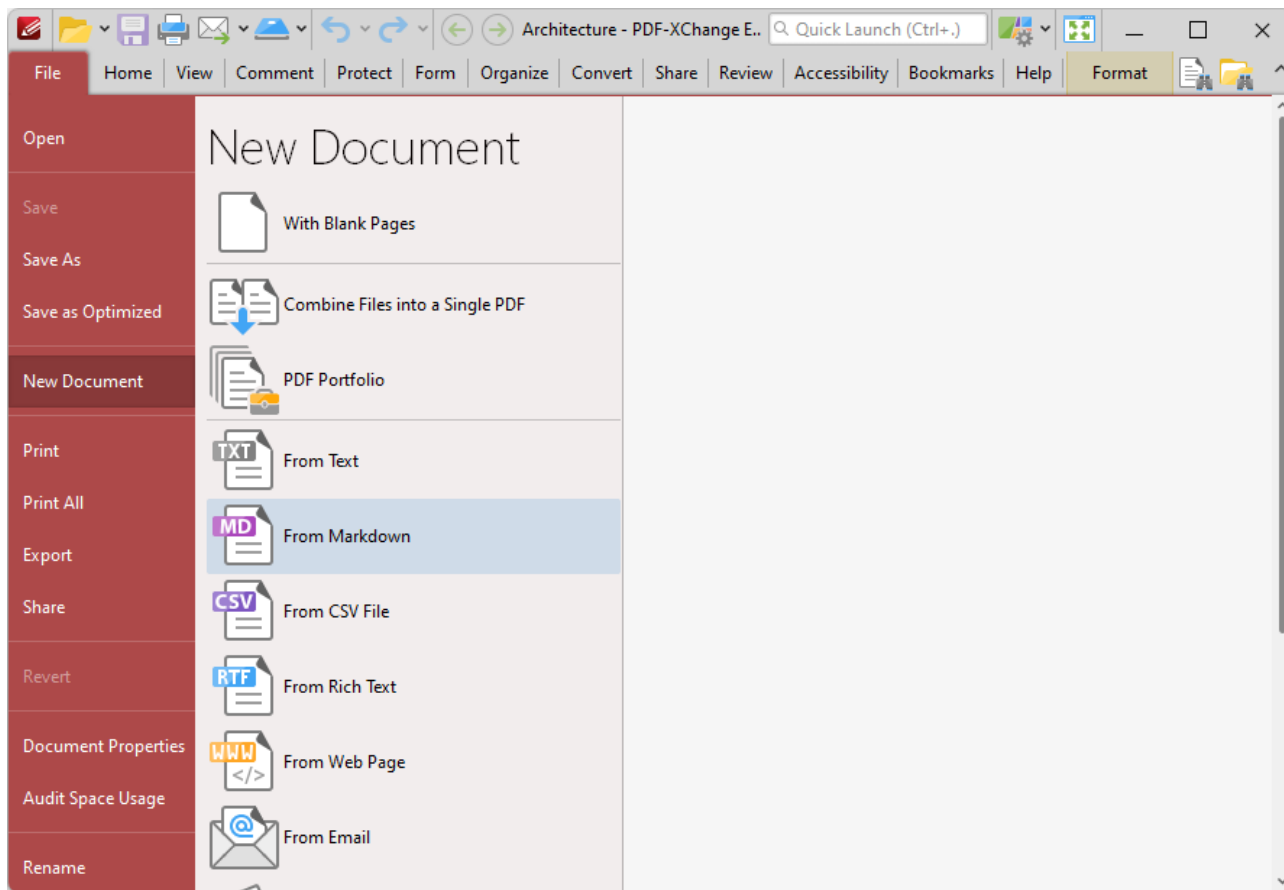 Architecture - PDF-XChange E.. Quick Launch (Ctrl+.)
File Home View Comment Protect Form Organize Convert Share Review Accessibility Bookmarks Help Format
Open
Save
Save As
Save as Optimized
New Document
Print
Print All
Export
Share
Revert
Document Properties
Audit Space Usage
Rename
New Document
With Blank Pages
Combine Files into a Single PDF
PDF Portfolio
TXT From Text
MD From Markdown
CSV From CSV File
RTF From Rich Text
WWW </> From Web Page
@ From Email